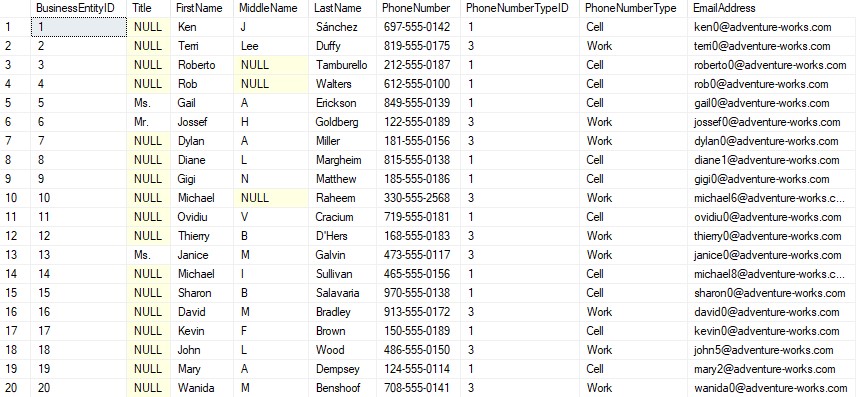 BusinessEntityID Title FirstName MiddleName LastName PhoneNumber PhoneNumberTypeID PhoneNumberType EmailAddress
1 1 NULL Ken J Sánchez 697-555-0142 1 Cell ken0@adventure-works.com
2 2 NULL Terri Lee Duffy 819-555-0175 3 Work terri0@adventure-works.com
3 3 NULL Roberto NULL Tamburello 212-555-0187 1 Cell roberto0@adventure-works.com
4 4 NULL Rob NULL Walters 612-555-0100 1 Cell rob0@adventure-works.com
5 5 Ms. Gail A Erickson 849-555-0139 1 Cell gail0@adventure-works.com
6 6 Mr. Jossef H Goldberg 122-555-0189 3 Work jossef0@adventure-works.com
7 7 NULL Dylan A Miller 181-555-0156 3 Work dylan0@adventure-works.com
8 8 NULL Diane L Margheim 815-555-0138 1 Cell diane1@adventure-works.com
9 9 NULL Gigi N Matthew 185-555-0186 1 Cell gigi0@adventure-works.com
10 10 NULL Michael NULL Raheem 330-555-2568 3 Work michael6@adventure-works.c...
11 11 NULL Ovidiu V Cracium 719-555-0181 1 Cell ovidiu0@adventure-works.com
12 12 NULL Thierry B D'Hers 168-555-0183 3 Work thierry0@adventure-works.com
13 13 Ms. Janice M Galvin 473-555-0117 3 Work janice0@adventure-works.com
14 14 NULL Michael I Sullivan 465-555-0156 1 Cell michael8@adventure-works.c...
15 15 NULL Sharon B Salavaria 970-555-0138 1 Cell sharon0@adventure-works.com
16 16 NULL David M Bradley 913-555-0172 3 Work david0@adventure-works.com
17 17 NULL Kevin F Brown 150-555-0189 1 Cell kevin0@adventure-works.com
18 18 NULL John L Wood 486-555-0150 3 Work john5@adventure-works.com
19 19 NULL Mary A Dempsey 124-555-0114 1 Cell mary2@adventure-works.com
20 20 NULL Wanida M Benshoof 708-555-0141 3 Work wanida0@adventure-works.com